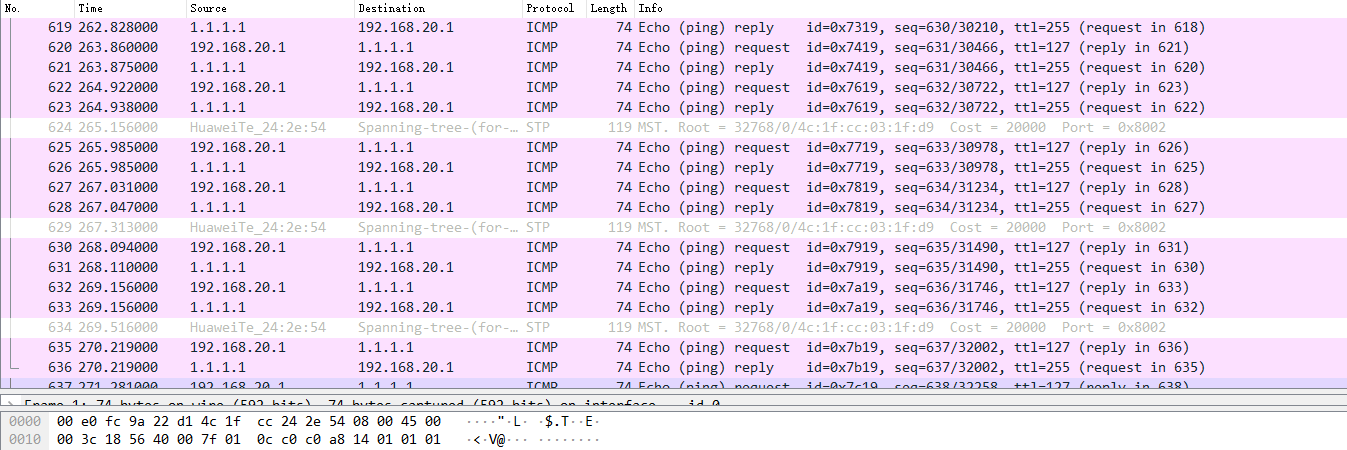 No. Time Source Destination Protocol Length Info
619 262.828000 1.1.1.1 192.168.20.1 ICMP 74 Echo (ping) reply id=0x7319, seq=630/30210, ttl=255 (request in 618)
620 263.860000 192.168.20.1 1.1.1.1 ICMP 74 Echo (ping) request id=0x7419, seq=631/30466, ttl=127 (reply in 621)
621 263.875000 1.1.1.1 192.168.20.1 ICMP 74 Echo (ping) reply id=0x7419, seq=631/30466, ttl=255 (request in 620)
622 264.922000 192.168.20.1 1.1.1.1 ICMP 74 Echo (ping) request id=0x7619, seq=632/30722, ttl=127 (reply in 623)
623 264.938000 1.1.1.1 192.168.20.1 ICMP 74 Echo (ping) reply id=0x7619, seq=632/30722, ttl=255 (request in 622)
624 265.156000 HuaweiTe_24:2e:54 Spanning-tree-(for-… STP 119 MST. Root = 32768/0/4c:1f:cc:03:1f:d9 Cost = 20000 Port = 0x8002
625 265.985000 192.168.20.1 1.1.1.1 ICMP 74 Echo (ping) request id=0x7719, seq=633/30978, ttl=127 (reply in 626)
626 265.985000 1.1.1.1 192.168.20.1 ICMP 74 Echo (ping) reply id=0x7719, seq=633/30978, ttl=255 (request in 625)
627 267.031000 192.168.20.1 1.1.1.1 ICMP 74 Echo (ping) request id=0x7819, seq=634/31234, ttl=127 (reply in 628)
628 267.047000 1.1.1.1 192.168.20.1 ICMP 74 Echo (ping) reply id=0x7819, seq=634/31234, ttl=255 (request in 627)
629 267.313000 HuaweiTe_24:2e:54 Spanning-tree-(for-… STP 119 MST. Root = 32768/0/4c:1f:cc:03:1f:d9 Cost = 20000 Port = 0x8002
630 268.094000 192.168.20.1 1.1.1.1 ICMP 74 Echo (ping) request id=0x7919, seq=635/31490, ttl=127 (reply in 631)
631 268.110000 1.1.1.1 192.168.20.1 ICMP 74 Echo (ping) reply id=0x7919, seq=635/31490, ttl=255 (request in 630)
632 269.156000 192.168.20.1 1.1.1.1 ICMP 74 Echo (ping) request id=0x7a19, seq=636/31746, ttl=127 (reply in 633)
633 269.156000 1.1.1.1 192.168.20.1 ICMP 74 Echo (ping) reply id=0x7a19, seq=636/31746, ttl=255 (request in 632)
634 269.516000 HuaweiTe_24:2e:54 Spanning-tree-(for-… STP 119 MST. Root = 32768/0/4c:1f:cc:03:1f:d9 Cost = 20000 Port = 0x8002
635 270.219000 192.168.20.1 1.1.1.1 ICMP 74 Echo (ping) request id=0x7b19, seq=637/32002, ttl=127 (reply in 636)
636 270.219000 1.1.1.1 192.168.20.1 ICMP 74 Echo (ping) reply id=0x7b19, seq=637/32002, ttl=255 (request in 635)
637 271.281000 192.168.20.1 1.1.1.1 ICMP 74 Echo (ping) request id=0x7c19, seq=638/32258, ttl=127 (reply in 638)
Frame 1: 74 bytes on wire (592 bits), 74 bytes captured (592 bits) on interface -, id 0
0000 00 e0 fc 9a 22 d1 4c 1f cc 24 2e 54 08 00 45 00 ····"·L· ·$.T··E·
0010 00 3c 18 56 40 00 7f 01 0c c0 c0 a8 14 01 01 01 ·<·V@··· ········